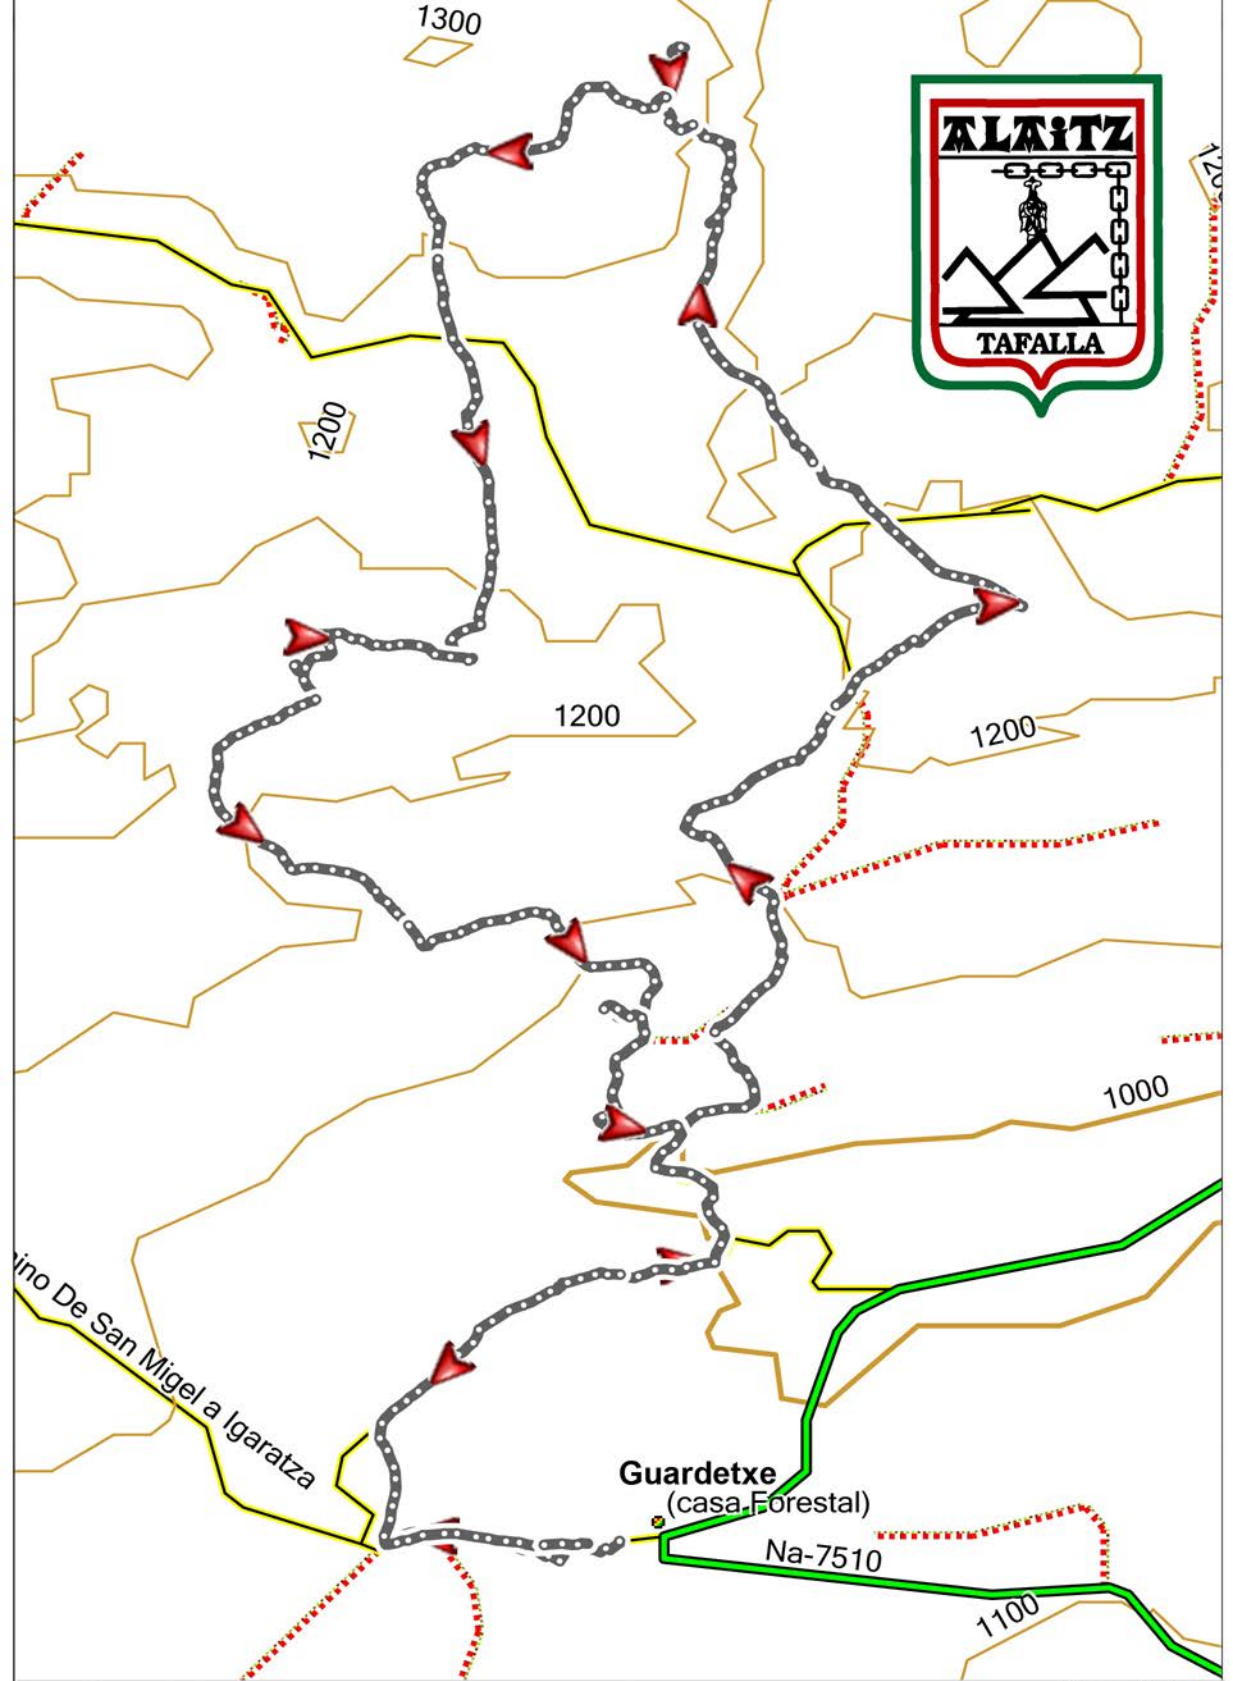 1300
ALAiTZ
TAFALLA
1200
1200
1200
1000
ino De San Migel a Igaratza
Guardetxe
(casa Forestal)
Na-7510
1100